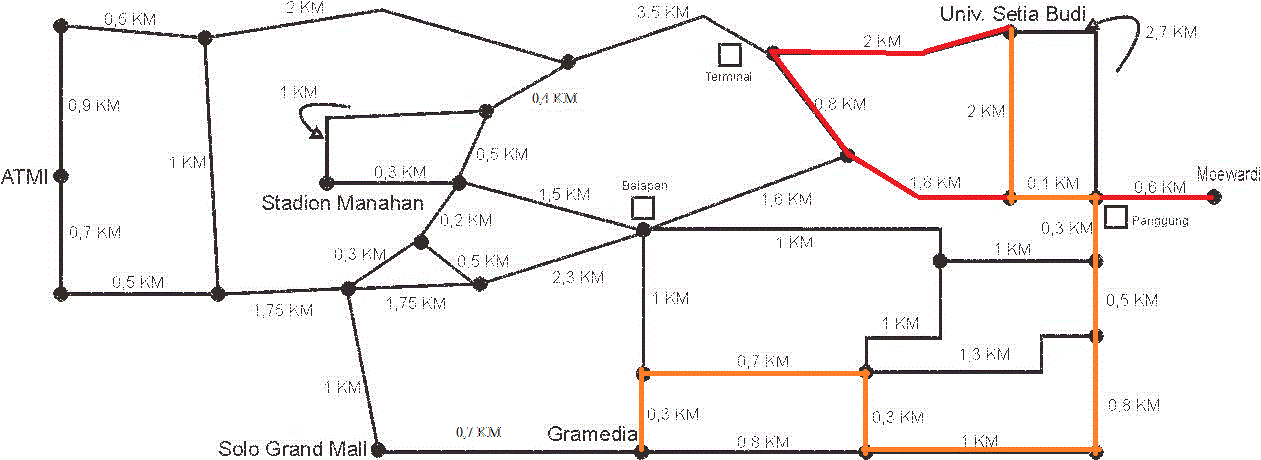 0,5 KM
2 KM
3.5 KM
Univ. Setia Budi
2 KM
2,7 KM
Terminal
0,9 KM
1 KM
0,4 KM
0,8 KM
2 KM
1 KM
0,5 KM
ATMI
0,3 KM
Stadion Manahan
1,5 KM
Balapan
1,6 KM
1,8 KM
0,1 KM
0,6 KM
Moewardi
Panggung
0,7 KM
0,2 KM
0,3 KM
0,3 KM
0,5 KM
2,3 KM
1 KM
1 KM
0,5 KM
1,75 KM
1,75 KM
1 KM
0,5 KM
1 KM
0,7 KM
1,3 KM
1 KM
0,3 KM
0,3 KM
0,8 KM
Solo Grand Mall
0,7 KM
Gramedia
0,8 KM
1 KM